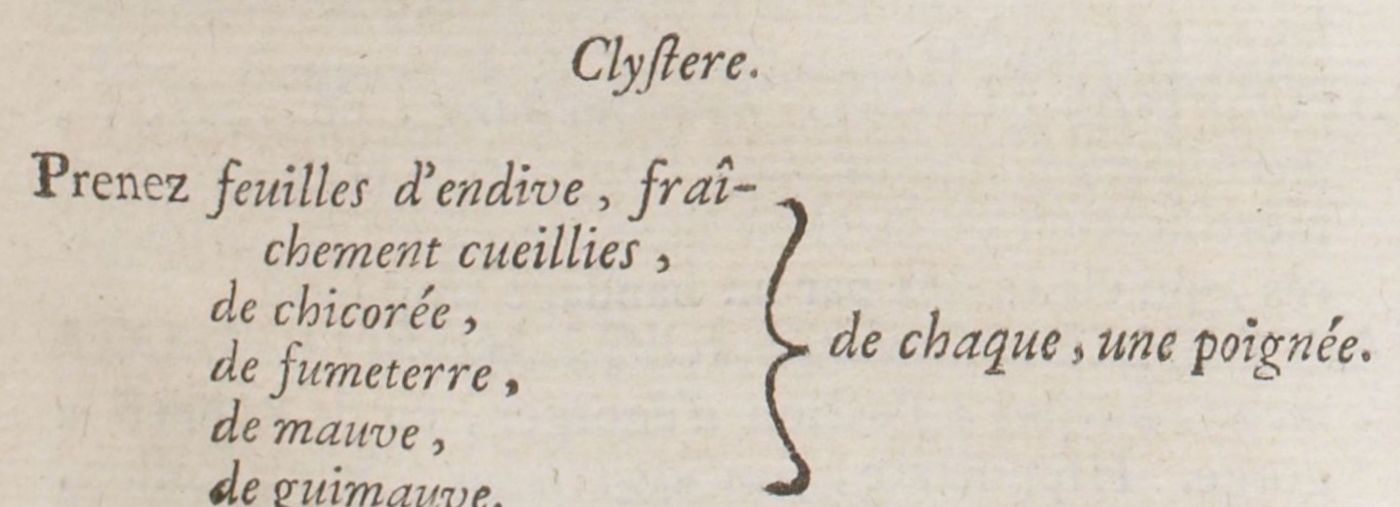 Clyſtere.
Prenez feuilles d'endive, fraî-
chement cueillies,
de chicorée,
de fumeterre,
de mauve,
de guimauve.
de chaque, une poignée.